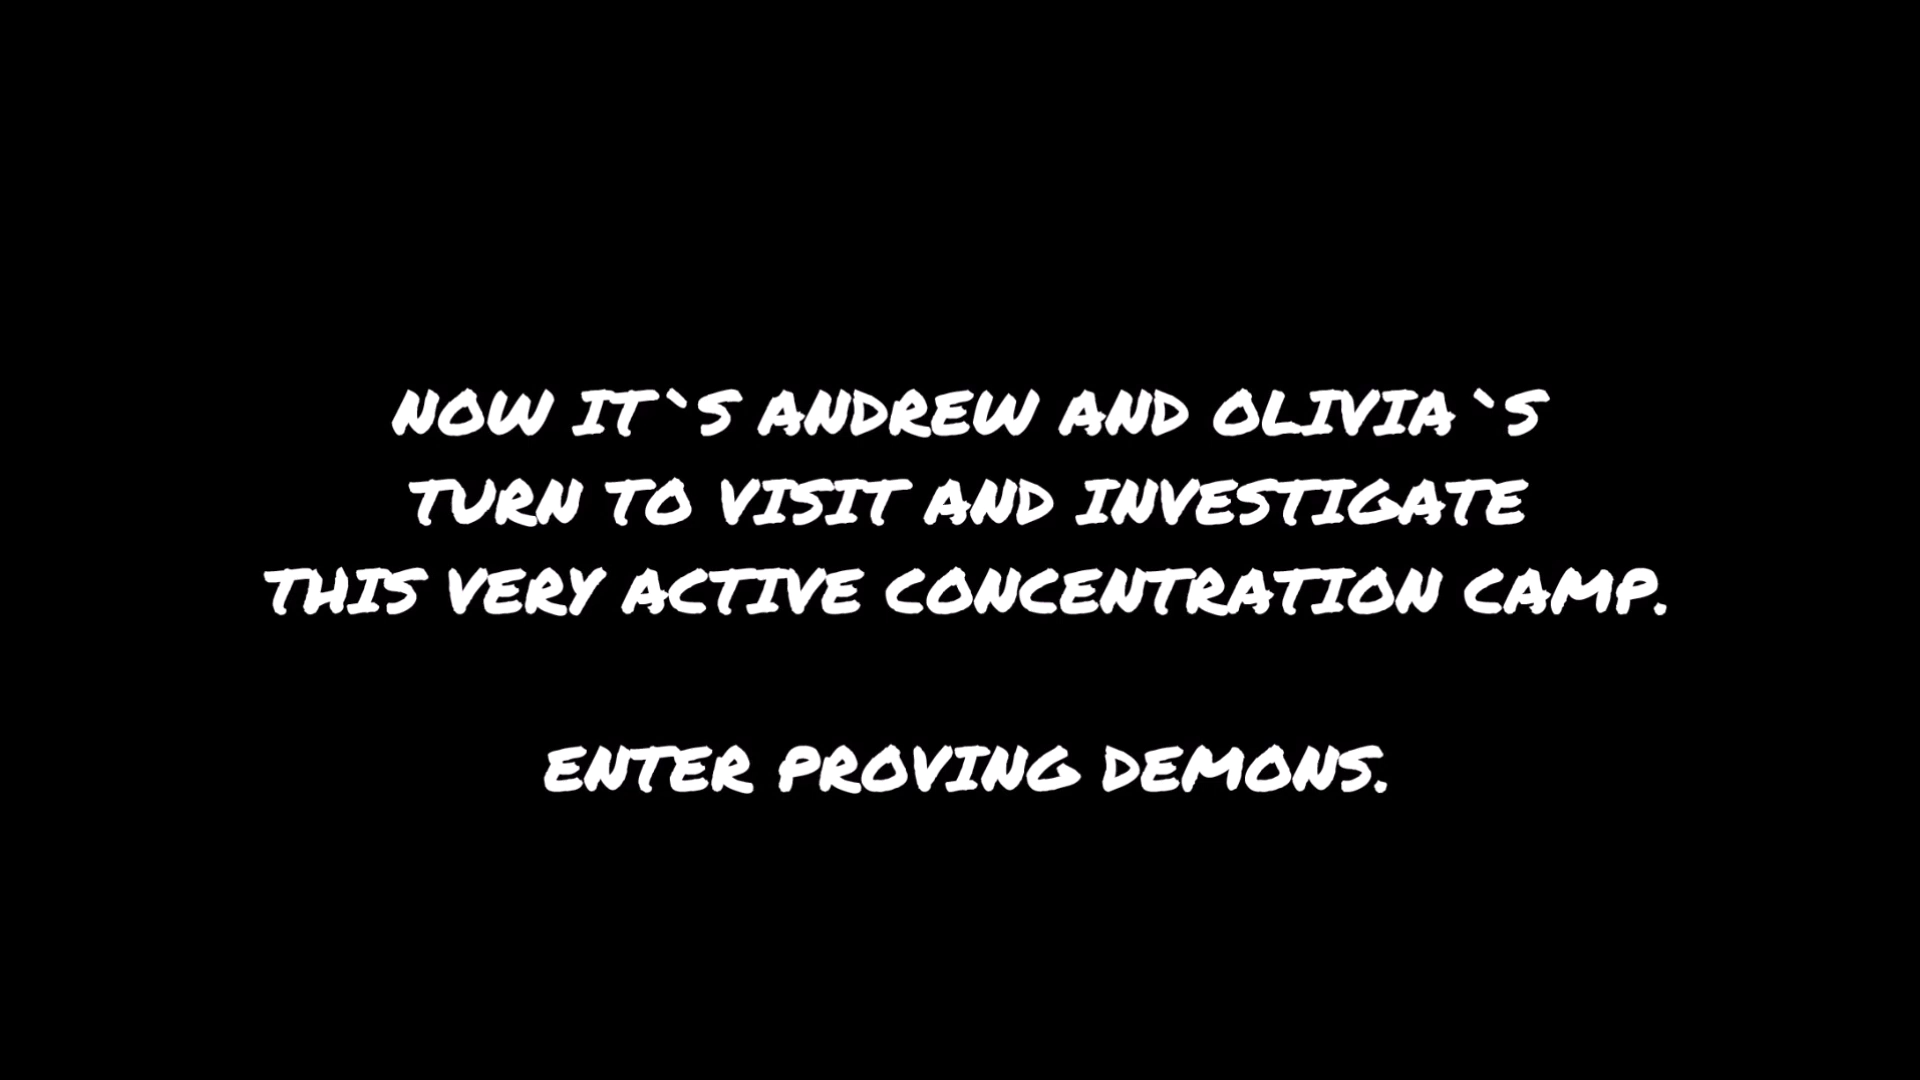 NOW IT`S ANDREW AND OLIVIA`S
TURN TO VISIT AND INVESTIGATE
THIS VERY ACTIVE CONCENTRATION CAMP.
ENTER PROVING DEMONS.